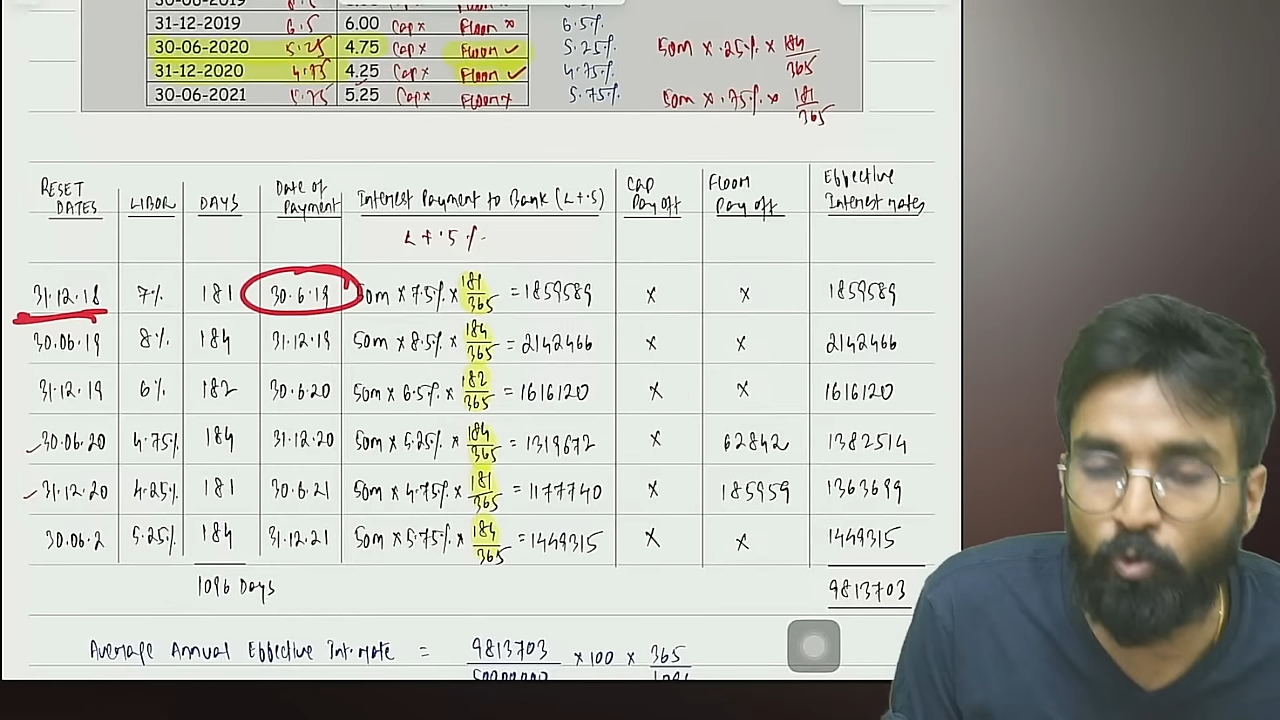 31-12-2019 6.5 6.00 Cap x Floor x 6.5%
30-06-2020 5.25 4.75 Cap x Floor ✓ 5.25% 50m x .25% x 184/365
31-12-2020 4.75 4.25 Cap x Floor ✓ 4.75%
30-06-2021 5.75 5.25 Cap x Floor x 5.75% 50m x .75% x 181/365
RESET DATES LIBOR DAYS Date of Payment Interest Payment to Bank (L+.5) Cap Pay off Floor Pay off Effective Interest rates
L + .5%
31.12.18 7% 181 30.6.19 50m x 7.5% x 181/365 = 1859589 x x 1859589
30.06.19 8% 184 31.12.19 50m x 8.5% x 184/365 = 2142466 x x 2142466
31.12.19 6% 182 30.6.20 50m x 6.5% x 182/365 = 1616120 x x 1616120
30.06.20 4.75% 184 31.12.20 50m x 5.25% x 184/365 = 1319672 x 62842 1382514
31.12.20 4.25% 181 30.6.21 50m x 4.75% x 181/365 = 1177740 x 185959 1363699
30.06.2 5.25% 184 31.12.21 50m x 5.75% x 184/365 = 1449315 x x 1449315
1096 Days 9813703
Average Annual Effective Int. rate = 9813703 x 100 x 365